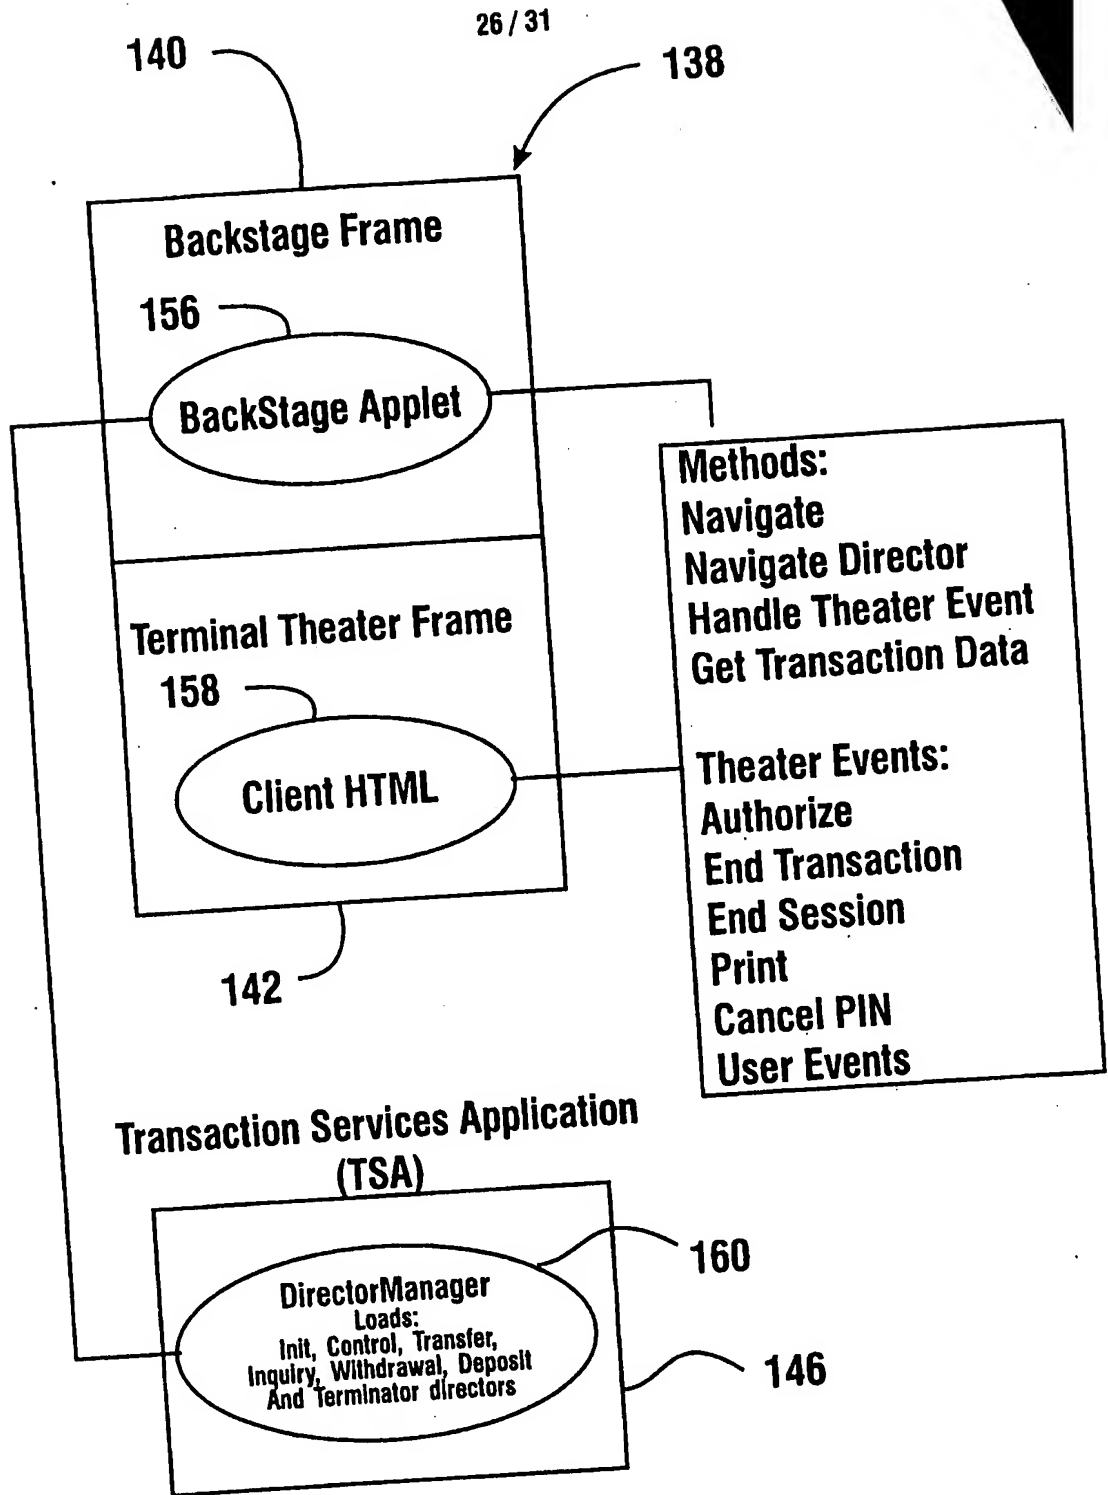 26 / 31
140
138
Backstage Frame
156
BackStage Applet
Methods:
Navigate
Navigate Director
Handle Theater Event
Get Transaction Data
Theater Events:
Authorize
End Transaction
End Session
Print
Cancel PIN
User Events
Terminal Theater Frame
158
Client HTML
142
Transaction Services Application
(TSA)
160
DirectorManager
Loads:
Init, Control, Transfer,
Inquiry, Withdrawal, Deposit
And Terminator directors
146